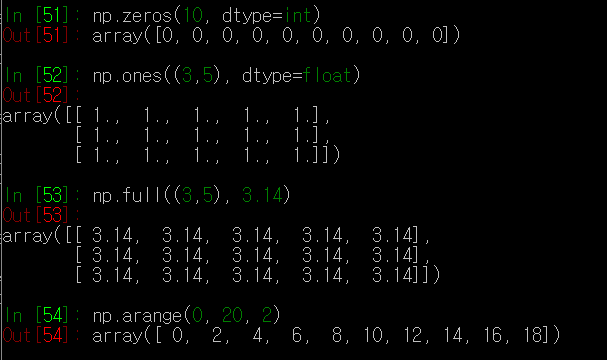 In [51]: np.zeros(10, dtype=int)
Out[51]: array([0, 0, 0, 0, 0, 0, 0, 0, 0, 0])
In [52]: np.ones((3,5), dtype=float)
Out[52]:
array([[ 1.,  1.,  1.,  1.,  1.],
       [ 1.,  1.,  1.,  1.,  1.],
       [ 1.,  1.,  1.,  1.,  1.]])
In [53]: np.full((3,5), 3.14)
Out[53]:
array([[ 3.14,  3.14,  3.14,  3.14,  3.14],
       [ 3.14,  3.14,  3.14,  3.14,  3.14],
       [ 3.14,  3.14,  3.14,  3.14,  3.14]])
In [54]: np.arange(0, 20, 2)
Out[54]: array([ 0,  2,  4,  6,  8, 10, 12, 14, 16, 18])